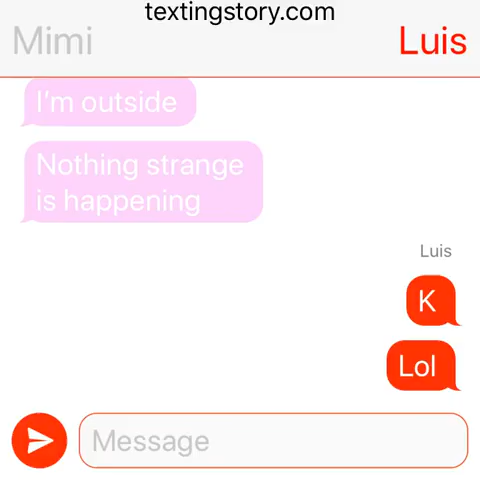 textingstory.com
Mimi
Luis
I’m outside
Nothing strange
is happening
Luis
K
Lol
Message